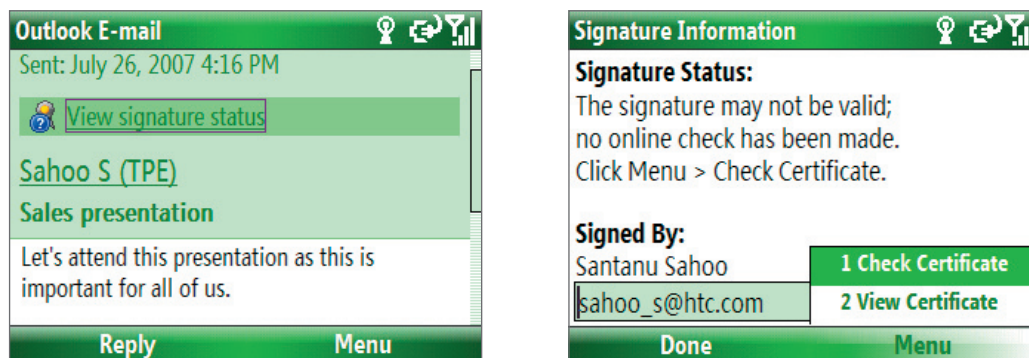 Outlook E-mail
Sent: July 26, 2007 4:16 PM
View signature status
Sahoo S (TPE)
Sales presentation
Let's attend this presentation as this is
important for all of us.
Reply Menu
Signature Information
Signature Status:
The signature may not be valid;
no online check has been made.
Click Menu > Check Certificate.
Signed By:
Santanu Sahoo
sahoo_s@htc.com
1 Check Certificate
2 View Certificate
Done Menu